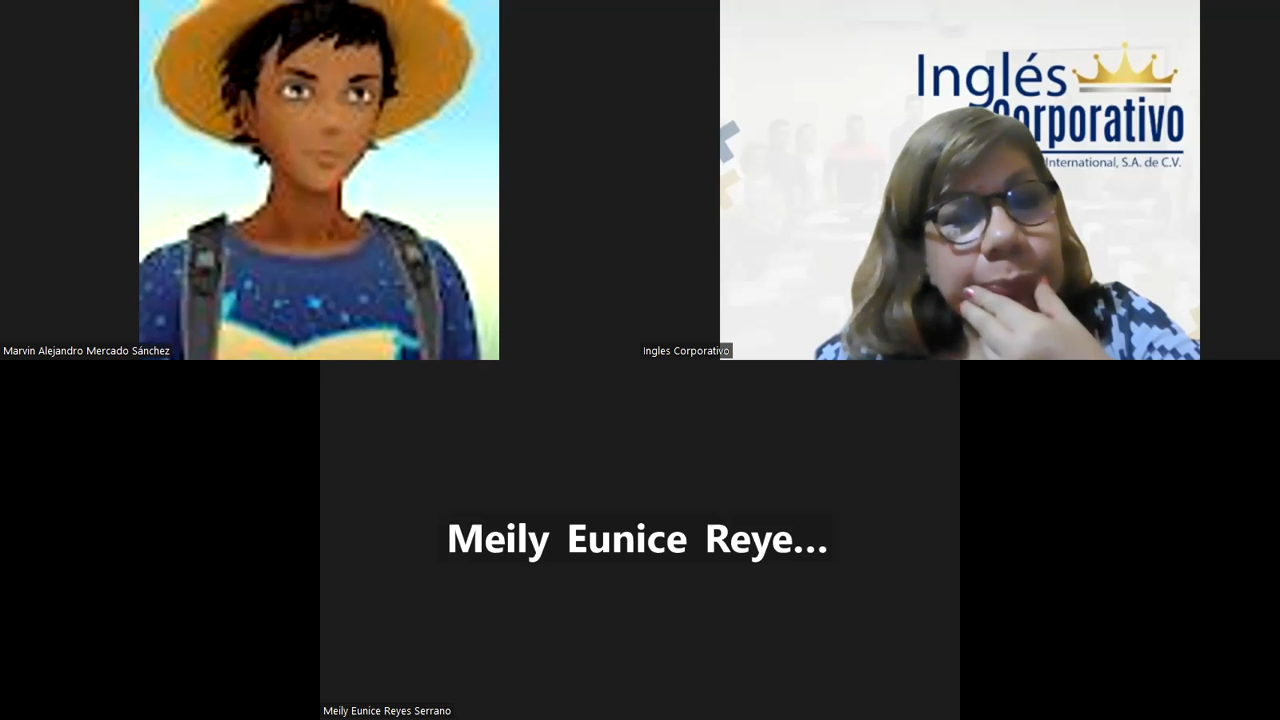 Inglés
Corporativo
International, S.A. de C.V.
Marvin Alejandro Mercado Sánchez
Ingles Corporativo
Meily Eunice Reye...
Meily Eunice Reyes Serrano